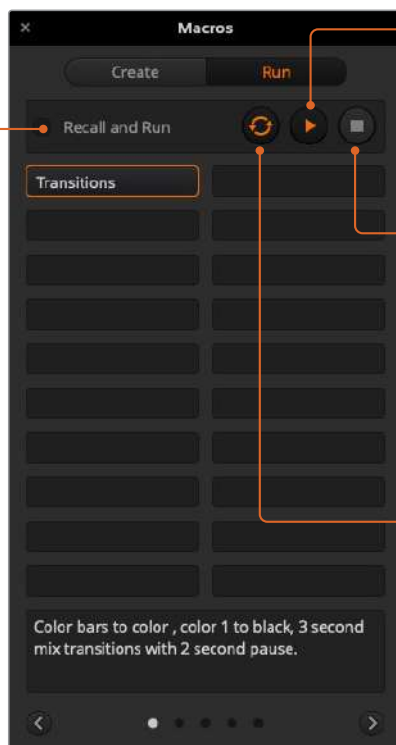 Macros
Create Run
Recall and Run
Transitions
Color bars to color , color 1 to black, 3 second
mix transitions with 2 second pause.